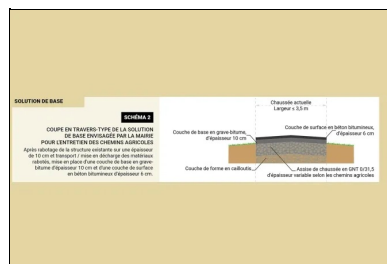 SOLUTION DE BASE
SCHÉMA 2
COUPE EN TRAVERS-TYPE DE LA SOLUTION
DE BASE ENVISAGÉE PAR LA MAIRIE
POUR L'ENTRETIEN DES CHEMINS AGRICOLES
Après rabotage de la structure existante sur une épaisseur
de 10 cm et transport / mise en décharge des matériaux
rabotés, mise en place d'une couche de base en grave-
bitume d'épaisseur 10 cm et d'une couche de surface
en béton bitumineux d'épaisseur 6 cm.
Chaussée actuelle
Largeur ≤ 3,5 m
Couche de base en grave-bitume,
d'épaisseur 10 cm
Couche de surface en béton bitumineux,
d'épaisseur 6 cm
Couche de forme en cailloutis
Assise de chaussée en GNT 0/31,5
d'épaisseur variable selon les chemins agricoles